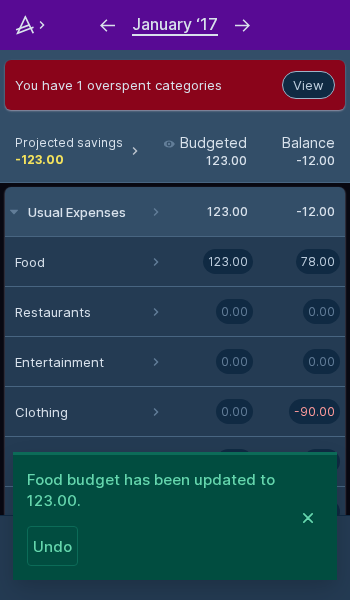 January ‘17
You have 1 overspent categories View
Projected savings Budgeted Balance
-123.00 123.00 -12.00
Usual Expenses 123.00 -12.00
Food 123.00 78.00
Restaurants 0.00 0.00
Entertainment 0.00 0.00
Clothing 0.00 -90.00
Food budget has been updated to
123.00.
Undo